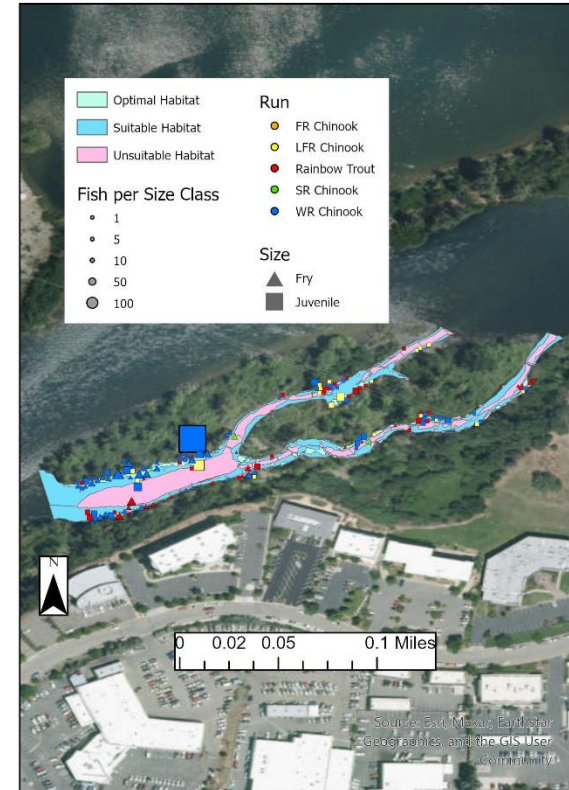 Optimal Habitat
Suitable Habitat
Unsuitable Habitat
Fish per Size Class
1
5
10
50
100
Run
FR Chinook
LFR Chinook
Rainbow Trout
SR Chinook
WR Chinook
Size
Fry
Juvenile
N
0 0.02 0.05 0.1 Miles
Source: Esri, Maxar, Earthstar
Geographics, and the GIS User
Community